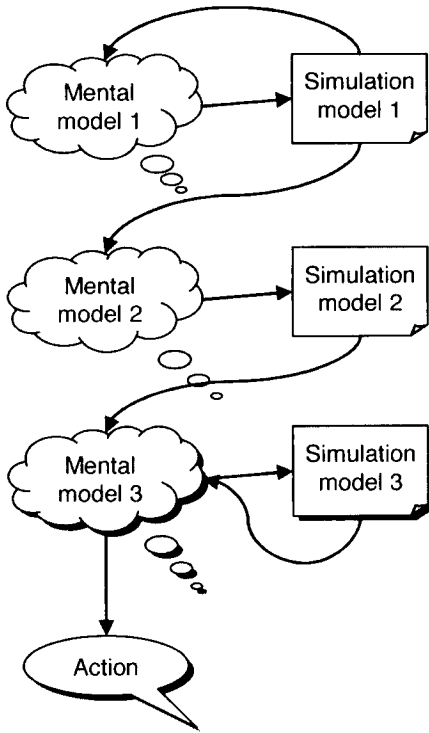 Mental
model 1
Simulation
model 1
Mental
model 2
Simulation
model 2
Mental
model 3
Simulation
model 3
Action